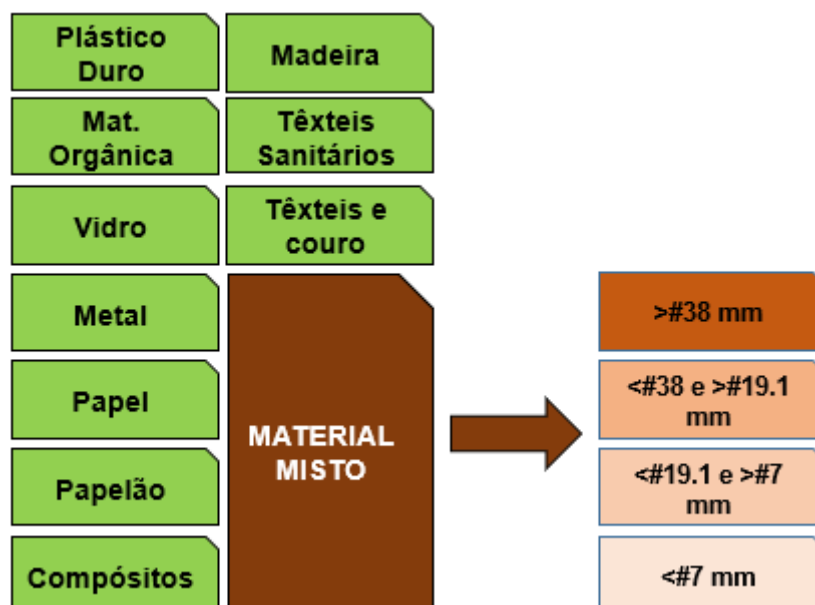 Plástico
Duro
Madeira
Mat.
Orgânica
Têxteis
Sanitários
Vidro
Têxteis e
couro
Metal
Papel
Papelão
Compósitos
MATERIAL
MISTO
>#38 mm
<#38 e >#19.1
mm
<#19.1 e >#7
mm
<#7 mm